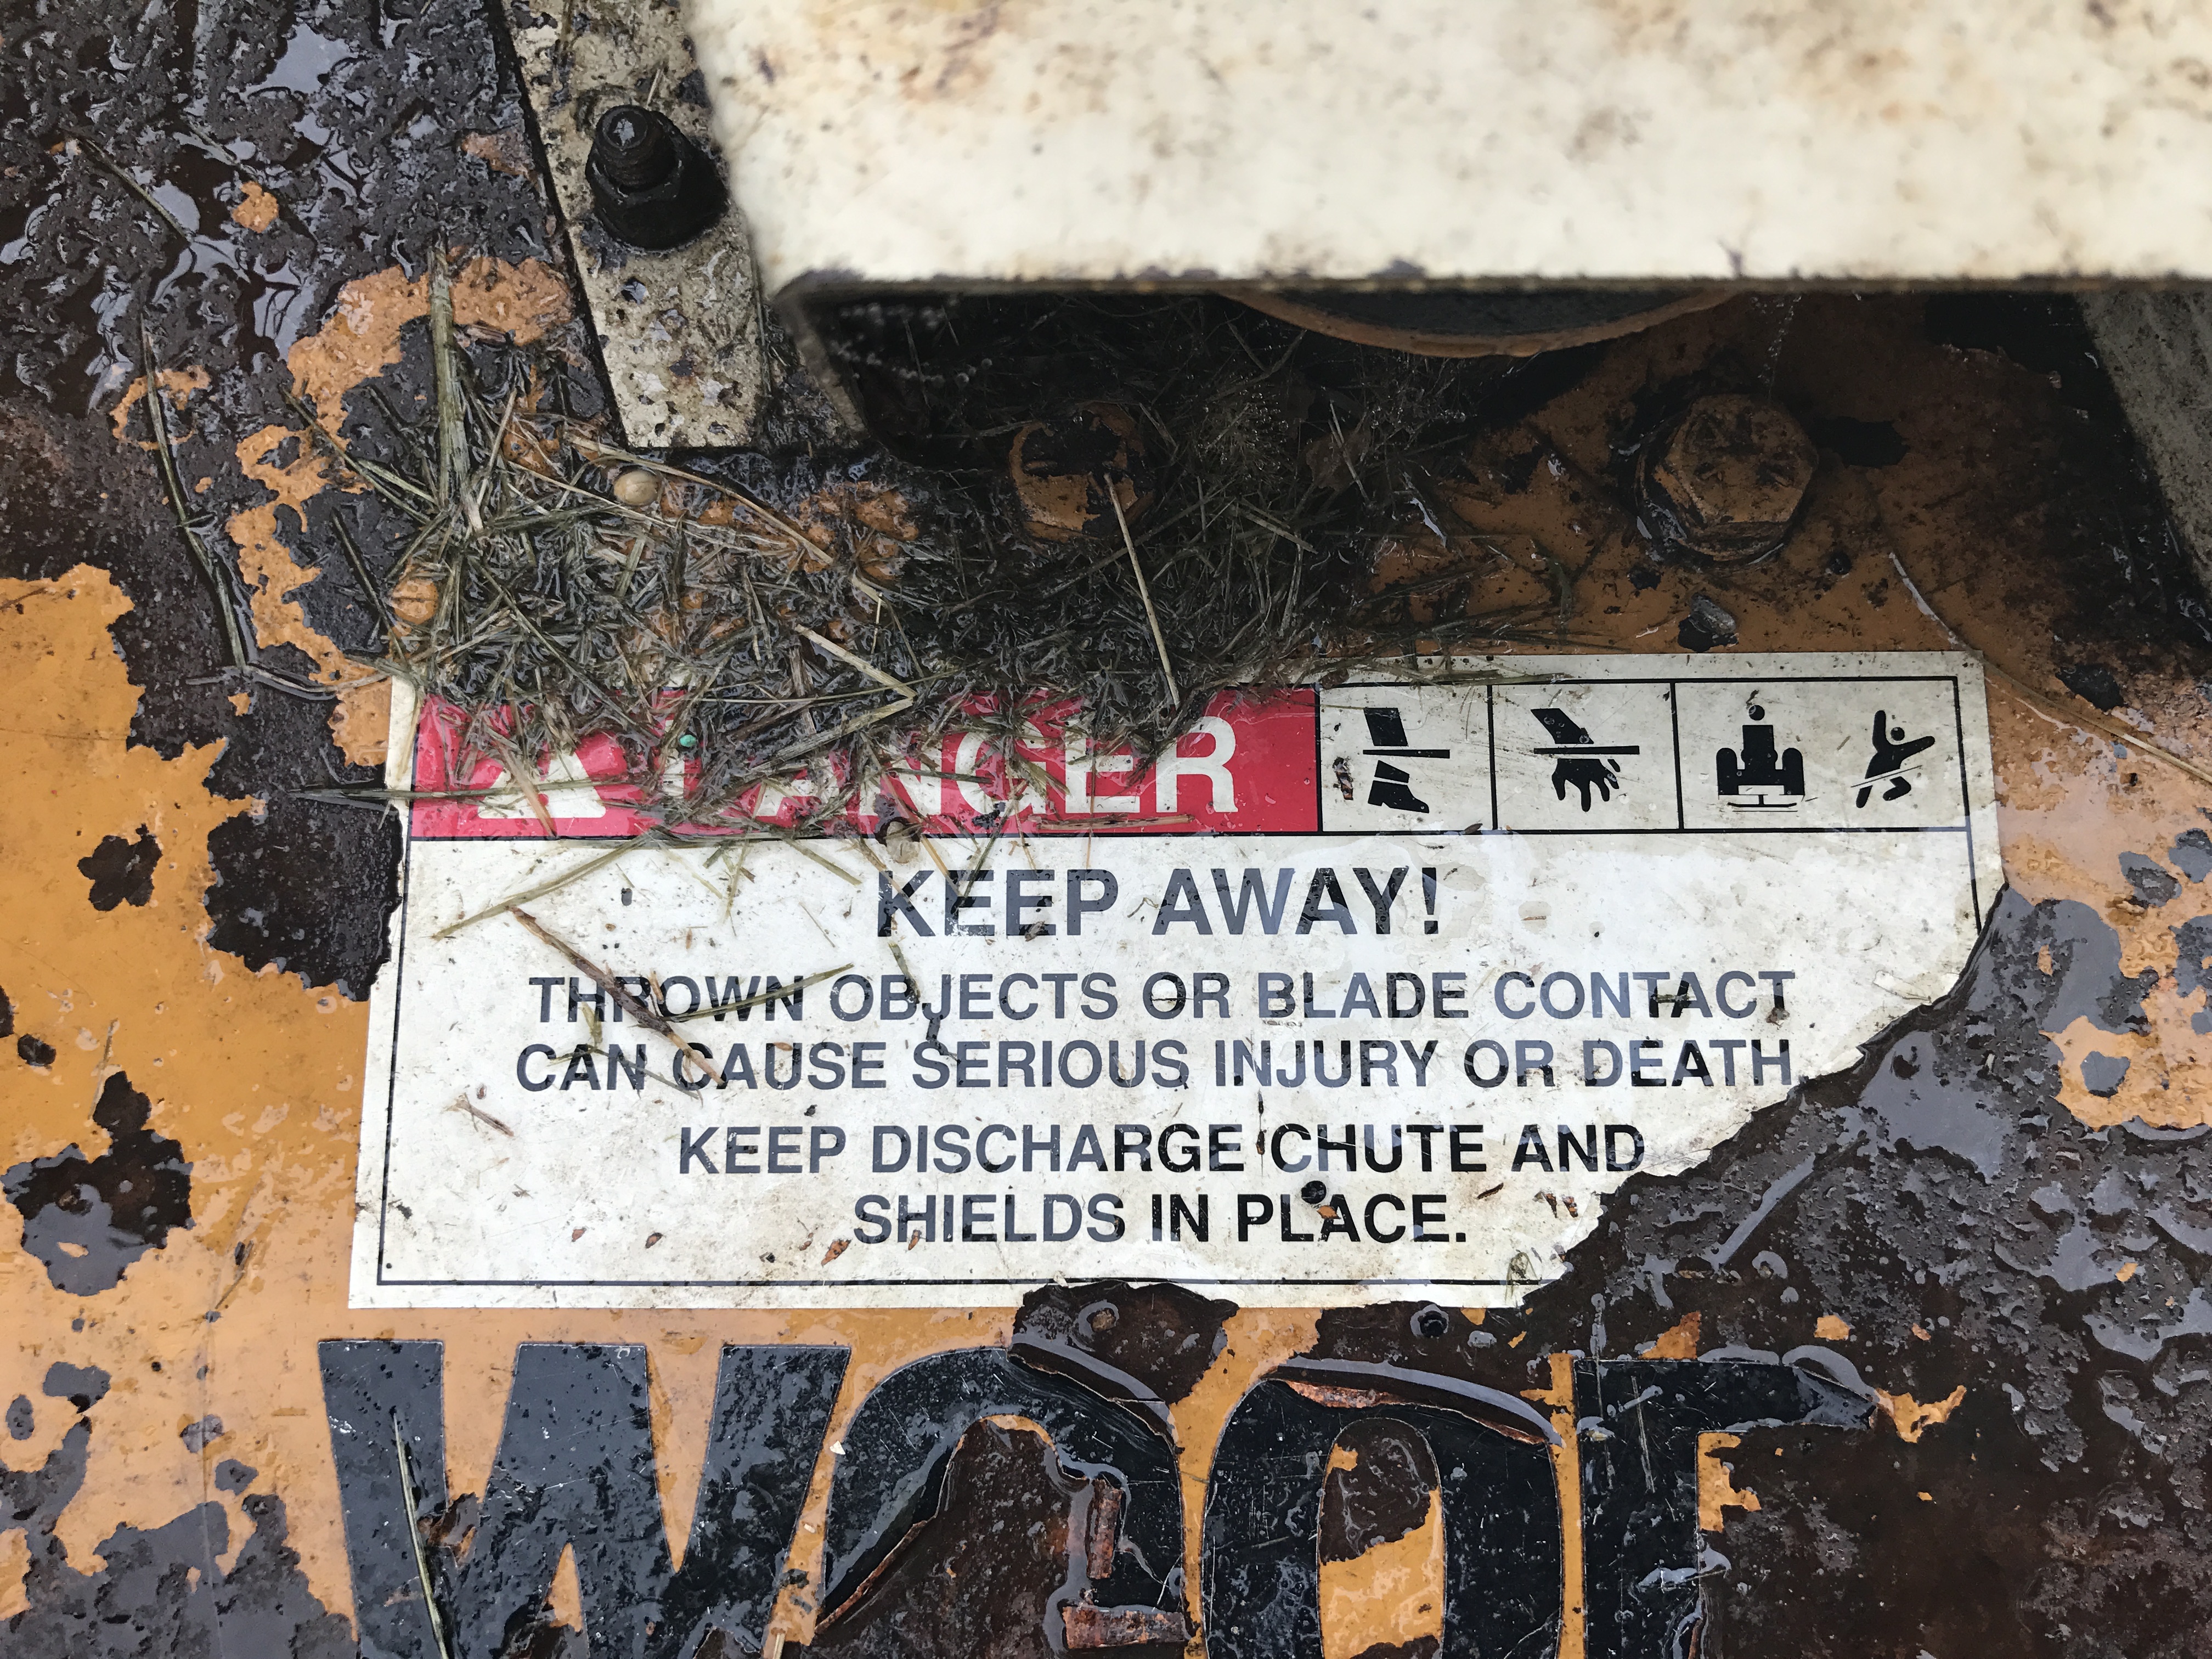 DANGER
KEEP AWAY!
THROWN OBJECTS OR BLADE CONTACT
CAN CAUSE SERIOUS INJURY OR DEATH.
KEEP DISCHARGE CHUTE AND
SHIELDS IN PLACE.